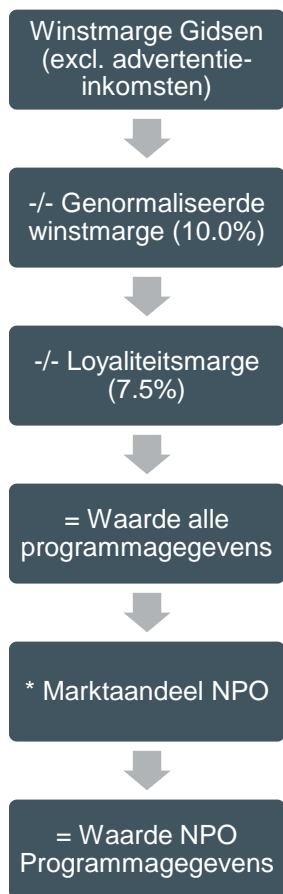 Winstmarge Gidsen
(excl. advertentie-
inkomsten)
-/- Genormaliseerde
winstmarge (10.0%)
-/- Loyaliteitsmarge
(7.5%)
= Waarde alle
programmagegevens
* Marktaandeel NPO
= Waarde NPO
Programmagegevens